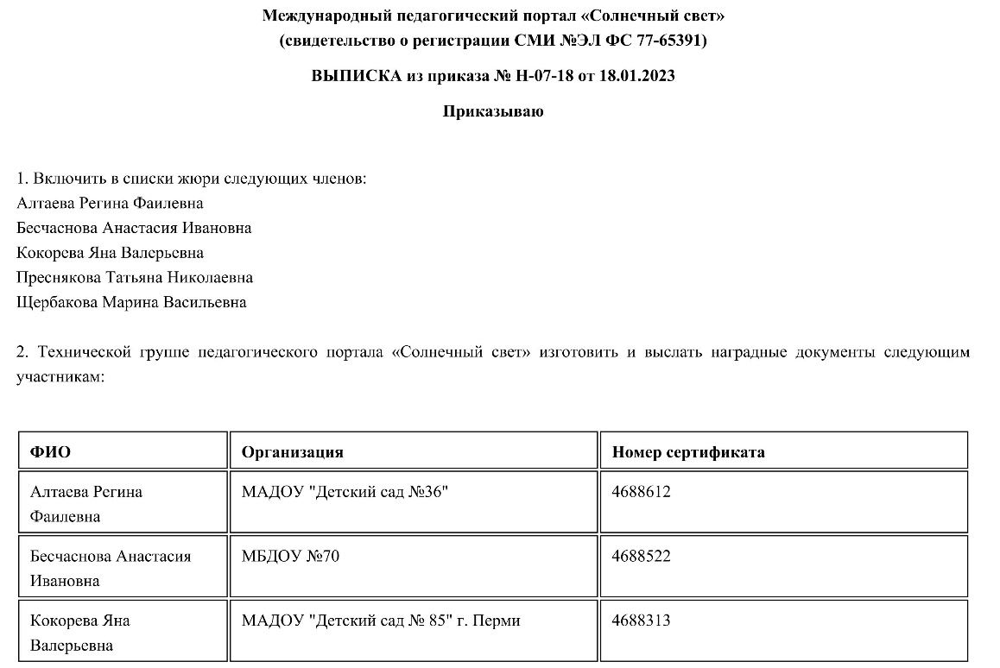 Международный педагогический портал «Солнечный свет»
(свидетельство о регистрации СМИ №ЭЛ ФС 77-65391)
ВЫПИСКА из приказа № Н-07-18 от 18.01.2023
Приказываю
1. Включить в списки жюри следующих членов:
Алтаева Регина Фаилевна
Бесчаснова Анастасия Ивановна
Кокорева Яна Валерьевна
Преснякова Татьяна Николаевна
Щербакова Марина Васильевна
2. Технической группе педагогического портала «Солнечный свет» изготовить и выслать наградные документы следующим
участникам:
ФИО Организация Номер сертификата
Алтаева Регина МАДОУ "Детский сад №36" 4688612
Фаилевна
Бесчаснова Анастасия МБДОУ №70 4688522
Ивановна
Кокорева Яна МАДОУ "Детский сад № 85" г. Перми 4688313
Валерьевна